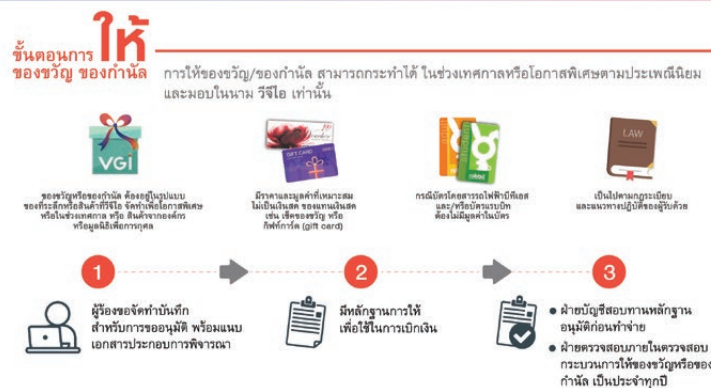 ขั้นตอนการ ให้
ของขวัญ ของกำนัล
การให้ของขวัญ/ของกำนัล สามารถกระทำได้ ในช่วงเทศกาลหรือโอกาสพิเศษตามประเพณีนิยม
และมอบในนาม วีจีไอ เท่านั้น
VGI
GIFT CARD
LAW
ของขวัญหรือของกำนัล ต้องอยู่ในรูปแบบ
ของที่ระลึกหรือสินค้าที่วีจีไอ จัดทำเพื่อโอกาสพิเศษ
หรือในช่วงเทศกาล หรือ สินค้าจากองค์กร
หรือมูลนิธิเพื่อการกุศล
มีราคาและมูลค่าที่เหมาะสม
ไม่เป็นเงินสด ของแทนเงินสด
เช่น เช็คของขวัญ หรือ
กิฟท์การ์ด (gift card)
กรณีบัตรโดยสารรถไฟฟ้าบีทีเอส
และ/หรือบัตรแรบบิท
ต้องไม่มีมูลค่าในบัตร
เป็นไปตามกฎระเบียบ
และแนวทางปฏิบัติของผู้รับด้วย
1
2
3
ผู้ร้องขอจัดทำบันทึก
สำหรับการขออนุมัติ พร้อมแนบ
เอกสารประกอบการพิจารณา
มีหลักฐานการให้
เพื่อใช้ในการเบิกเงิน
• ฝ่ายบัญชีสอบทานหลักฐาน
อนุมัติก่อนทำจ่าย
• ฝ่ายตรวจสอบภายในตรวจสอบ
กระบวนการให้ของขวัญหรือของ
กำนัล เป็นประจำทุกปี